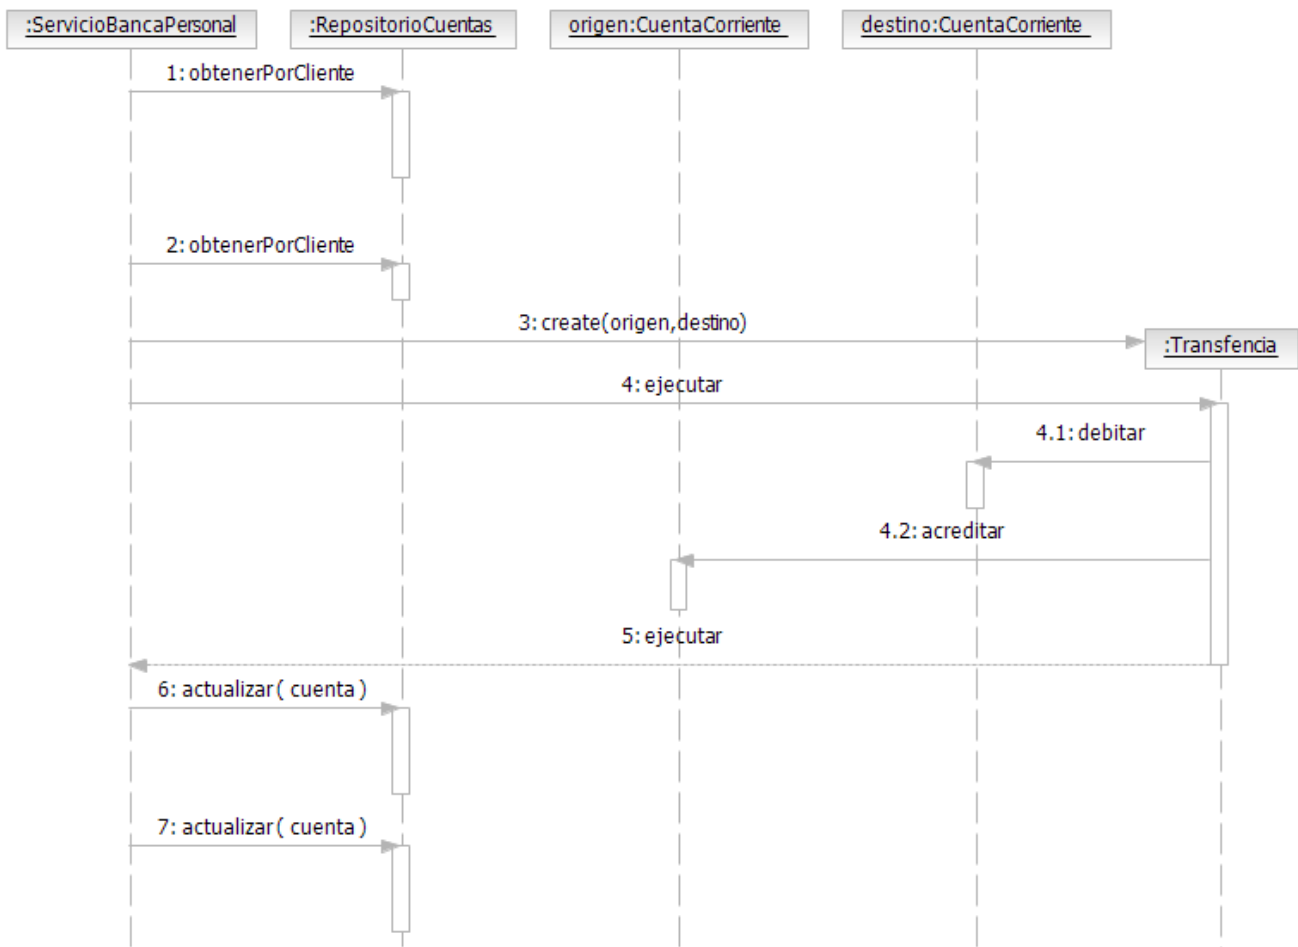 :ServicioBancaPersonal
:RepositorioCuentas
origen:CuentaCorriente
destino:CuentaCorriente
1: obtenerPorCliente
2: obtenerPorCliente
3: create(origen,destino)
:Transfencia
4: ejecutar
4.1: debitar
4.2: acreditar
5: ejecutar
6: actualizar ( cuenta )
7: actualizar ( cuenta )